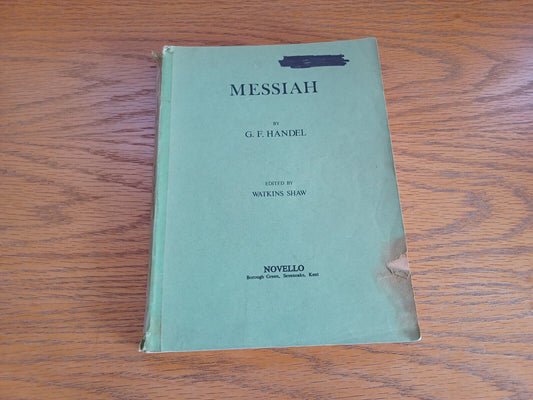 MESSIAH
BY
G. F. HANDEL
EDITED BY
WATKINS SHAW
NOVELLO
Borough Green, Sevenoaks, Kent